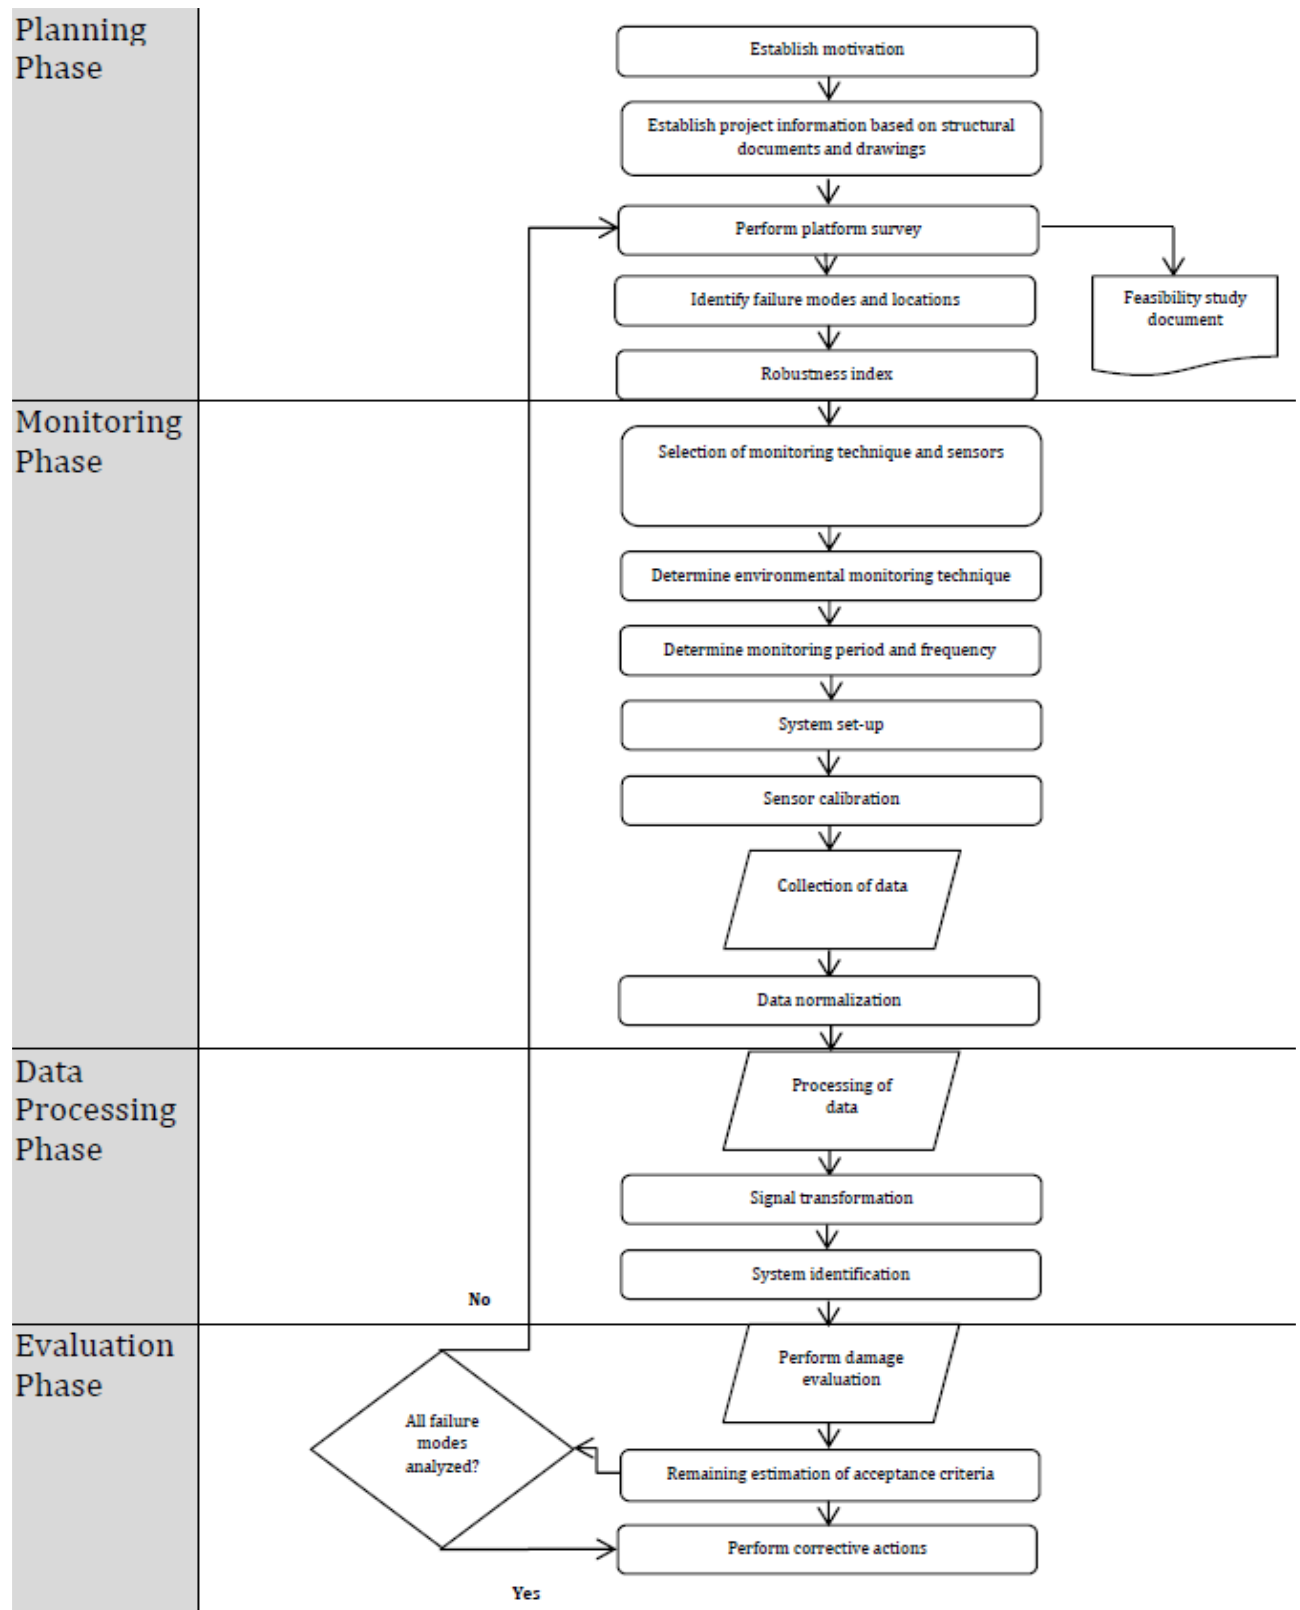 Planning
Phase
Establish motivation
Establish project information based on structural
documents and drawings
Perform platform survey
Identify failure modes and locations
Feasibility study
document
Robustness index
Monitoring
Phase
Selection of monitoring technique and sensors
Determine environmental monitoring technique
Determine monitoring period and frequency
System set-up
Sensor calibration
Collection of data
Data normalization
Data
Processing
Phase
Processing of
data
Signal transformation
System identification
No
Evaluation
Phase
Perform damage
evaluation
All failure
modes
analyzed?
Remaining estimation of acceptance criteria
Perform corrective actions
Yes